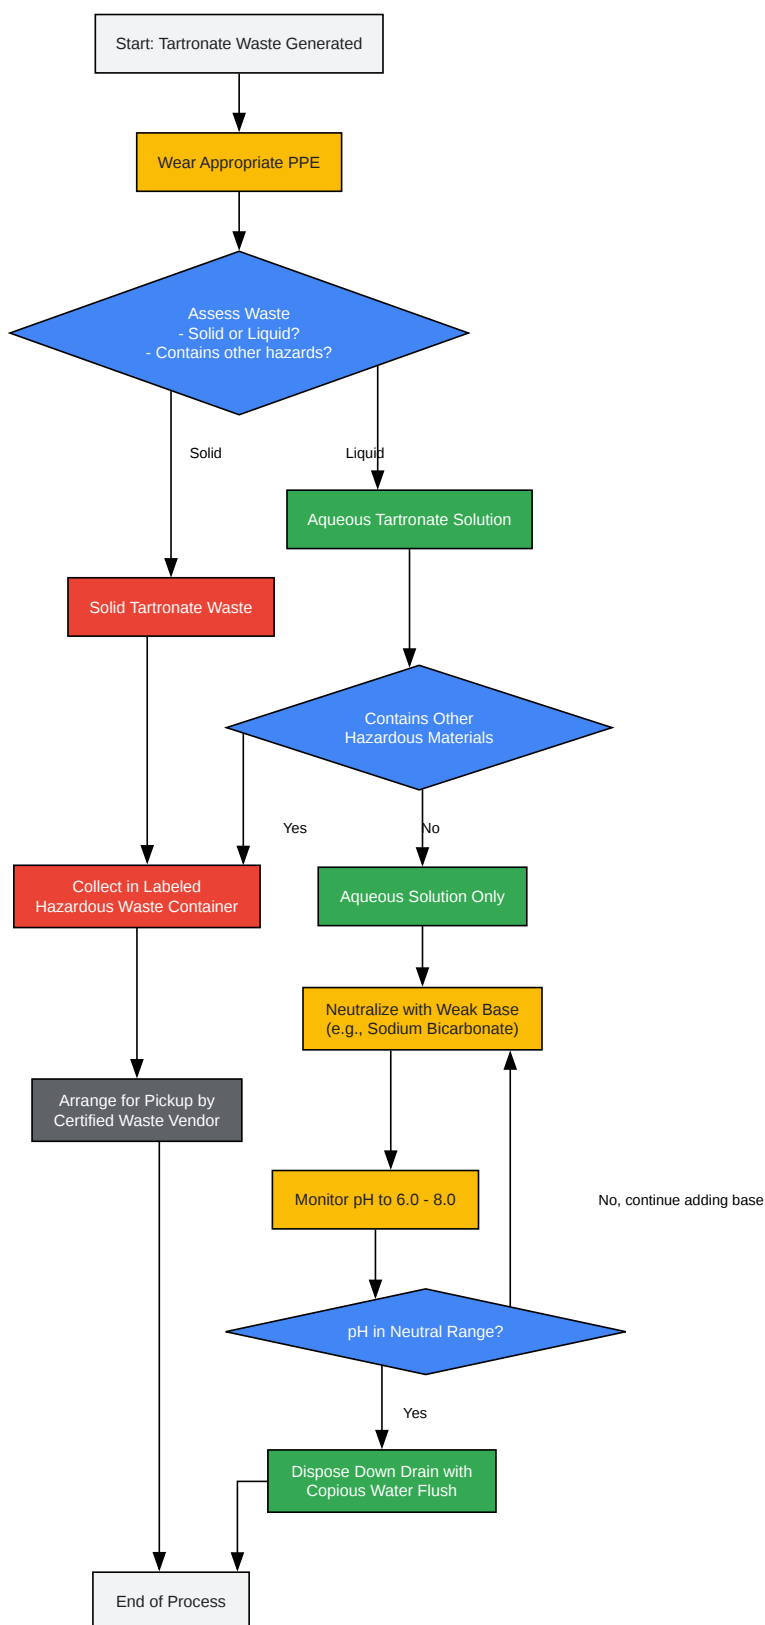 Start: Tartronate Waste Generated
Wear Appropriate PPE
Assess Waste
- Solid or Liquid?
- Contains other hazards?
Solid
Liquid
Aqueous Tartronate Solution
Solid Tartronate Waste
Contains Other
Hazardous Materials
Yes
No
Collect in Labeled
Hazardous Waste Container
Aqueous Solution Only
Neutralize with Weak Base
(e.g., Sodium Bicarbonate)
Arrange for Pickup by
Certified Waste Vendor
Monitor pH to 6.0 - 8.0
No, continue adding base
pH in Neutral Range?
Yes
Dispose Down Drain with
Copious Water Flush
End of Process